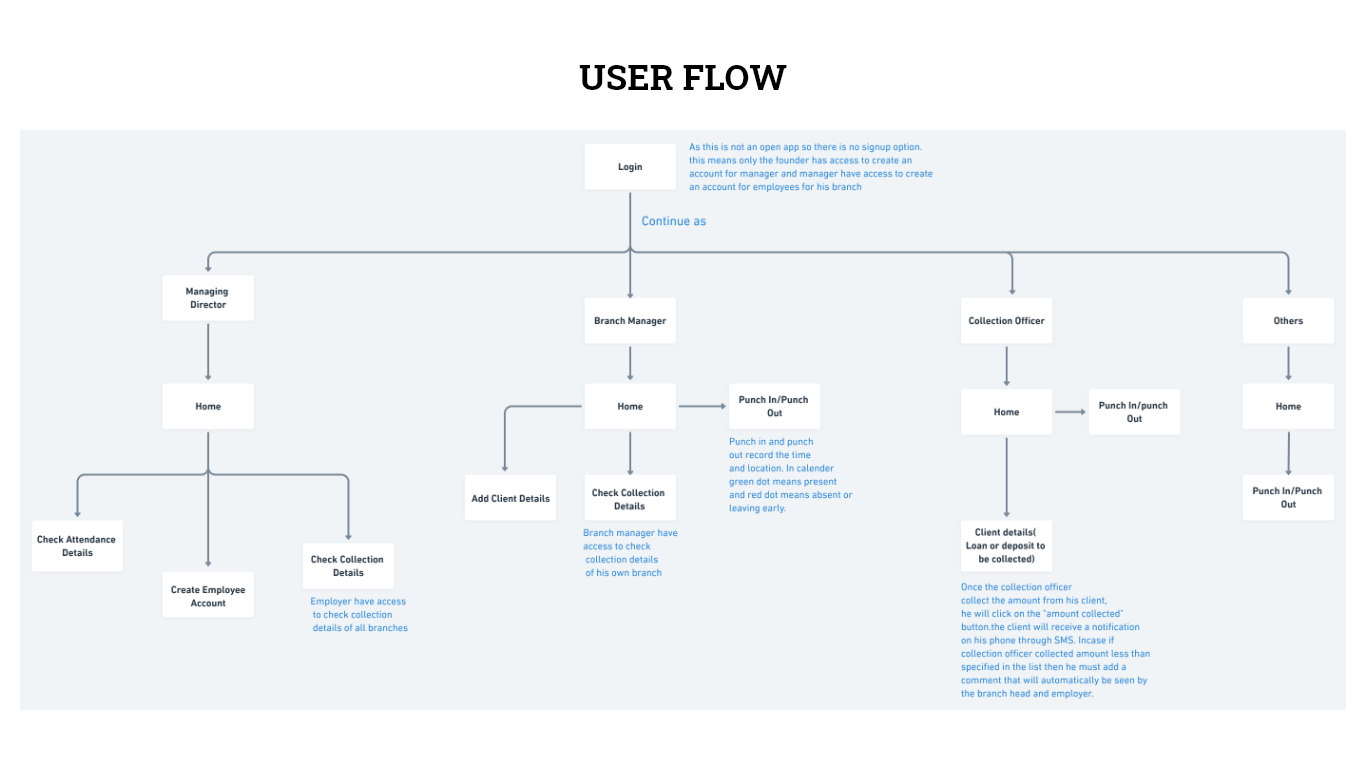 USER FLOW
Login
As this is not an open app so there is no signup option.
this means only the founder has access to create an
account for manager and manager have access to create
an account for employees for his branch
Continue as
Managing
Director
Branch Manager
Collection Officer
Others
Home
Home
Punch In/Punch
Out
Home
Punch In/punch
Out
Home
Punch in and punch
out record the time
and location. In calender
green dot means present
and red dot means absent or
leaving early.
Add Client Details
Check Collection
Details
Branch manager have
access to check
collection details
of his own branch
Punch In/Punch
Out
Check Attendance
Details
Create Employee
Account
Check Collection
Details
Employer have access
to check collection
details of all branches
Client details(
Loan or deposit to
be collected)
Once the collection officer
collect the amount from his client,
he will click on the "amount collected"
button.the client will receive a notification
on his phone through SMS. Incase if
collection officer collected amount less than
specified in the list then he must add a
comment that will automatically be seen by
the branch head and employer.